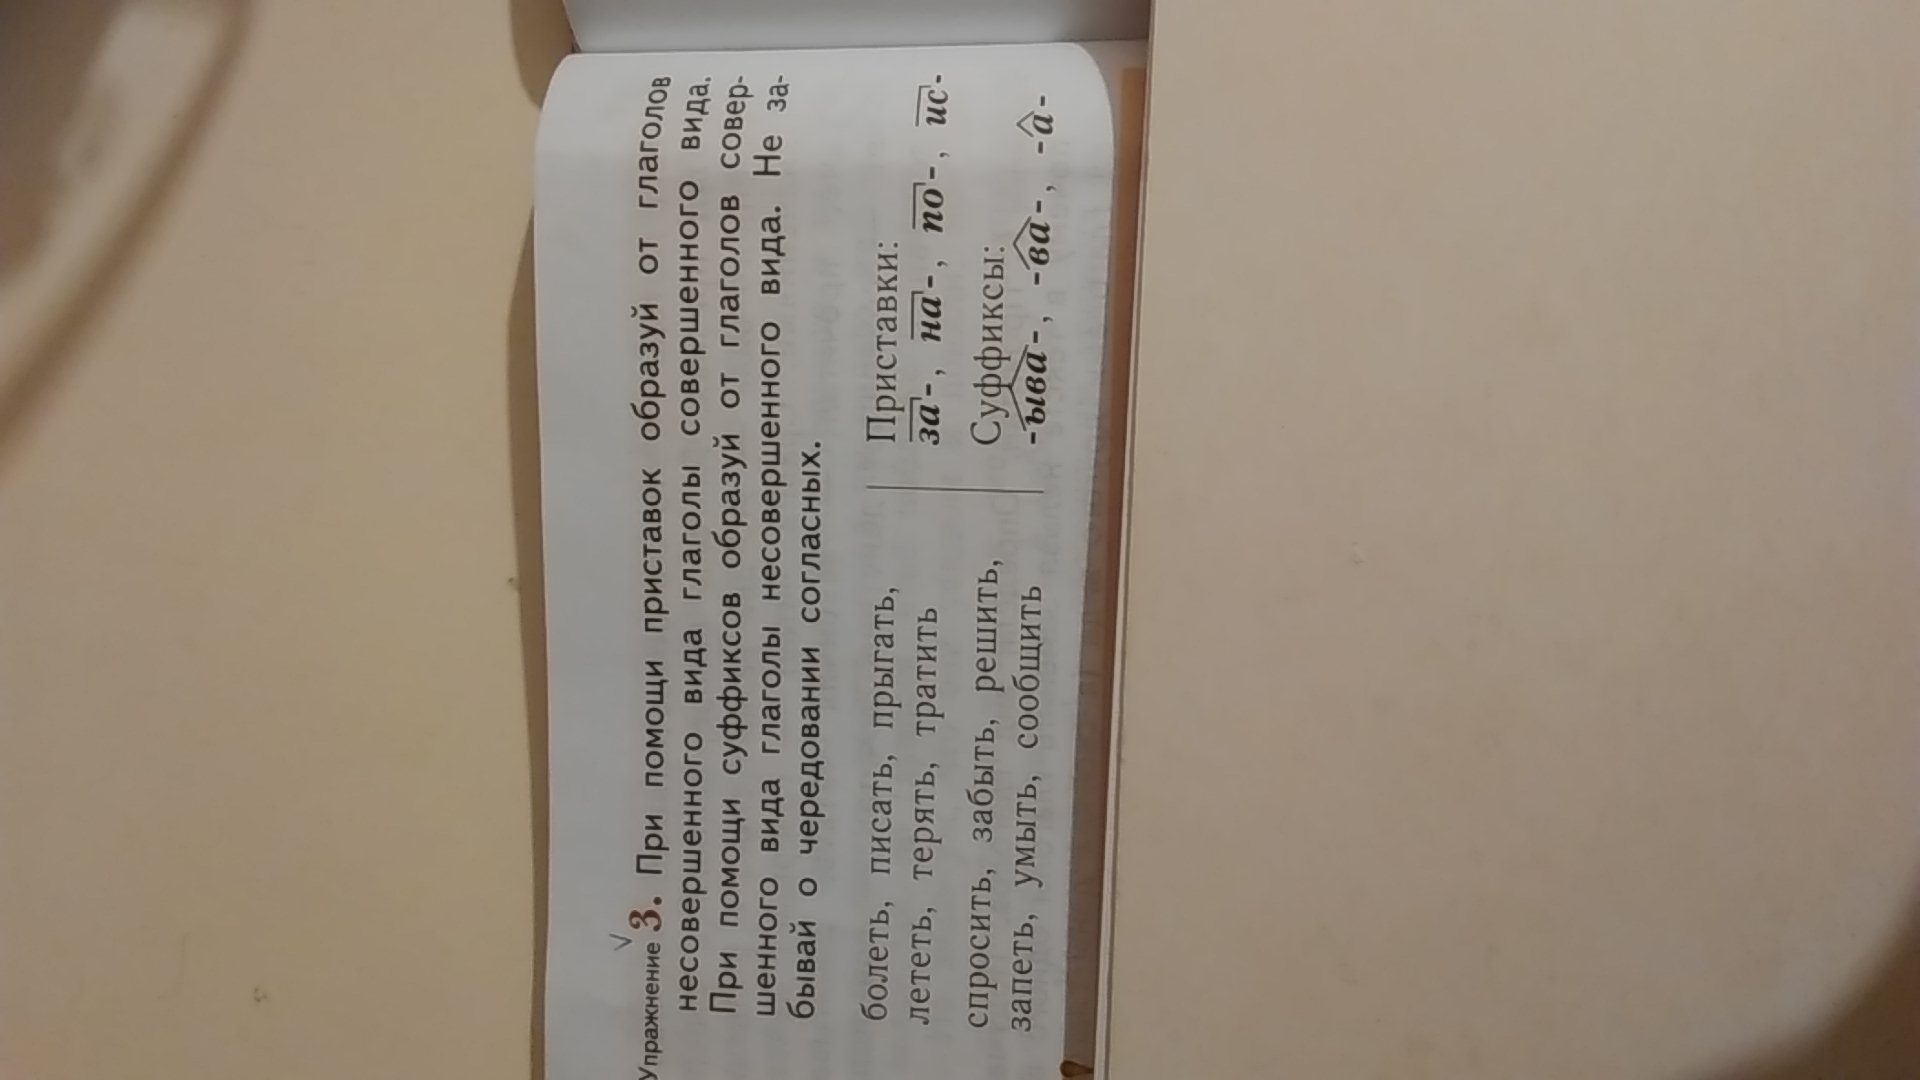 Упражнение 3. При помощи приставок образуй от глаголов
несовершенного вида глаголы совершенного вида.
При помощи суффиксов образуй от глаголов совер-
шенного вида глаголы несовершенного вида. Не за-
бывай о чередовании согласных.
болеть, писать, прыгать,
лететь, терять, тратить
Приставки:
за-, на-, по-, ис-
спросить, забыть, решить,
запеть, умыть, сообщить
Суффиксы:
-ыва-, -ва-, -а-